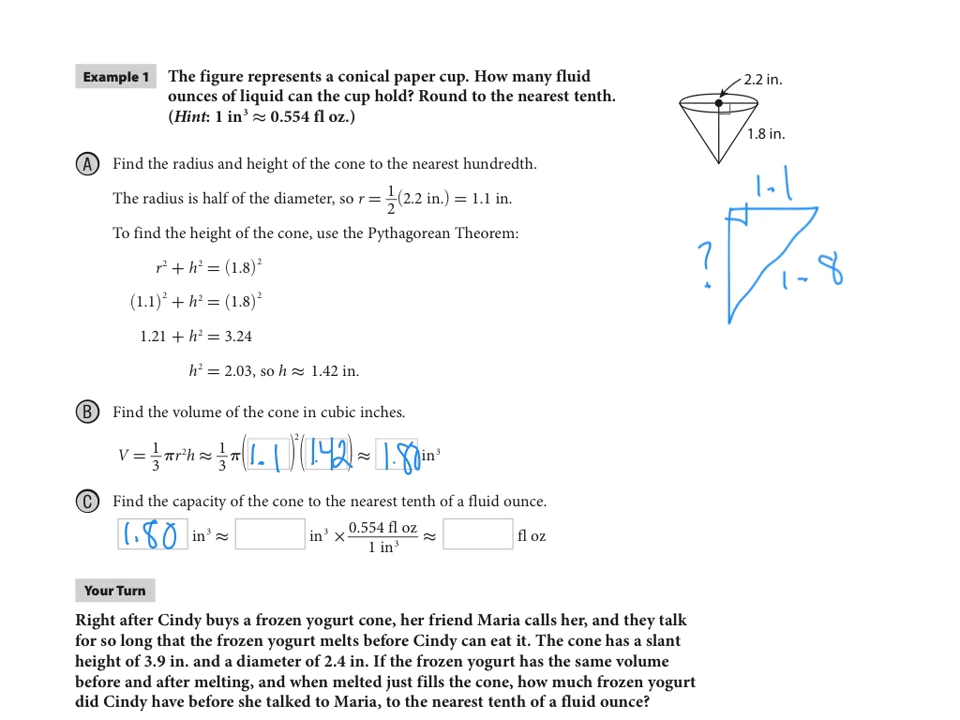 Example 1 The figure represents a conical paper cup. How many fluid
ounces of liquid can the cup hold? Round to the nearest tenth.
(Hint: 1 in³ ≈ 0.554 fl oz.)
2.2 in.
1.8 in.
A Find the radius and height of the cone to the nearest hundredth.
The radius is half of the diameter, so r = 1/2 (2.2 in.) = 1.1 in.
To find the height of the cone, use the Pythagorean Theorem:
r² + h² = (1.8)²
(1.1)² + h² = (1.8)²
1.21 + h² = 3.24
h² = 2.03, so h ≈ 1.42 in.
1.1
?
1.8
B Find the volume of the cone in cubic inches.
V = 1/3 πr²h ≈ 1/3 π(1.1)²(1.42) ≈ 1.80 in³
C Find the capacity of the cone to the nearest tenth of a fluid ounce.
1.80 in³ ≈ in³ × 0.554 fl oz / 1 in³ ≈ fl oz
Your Turn
Right after Cindy buys a frozen yogurt cone, her friend Maria calls her, and they talk
for so long that the frozen yogurt melts before Cindy can eat it. The cone has a slant
height of 3.9 in. and a diameter of 2.4 in. If the frozen yogurt has the same volume
before and after melting, and when melted just fills the cone, how much frozen yogurt
did Cindy have before she talked to Maria, to the nearest tenth of a fluid ounce?